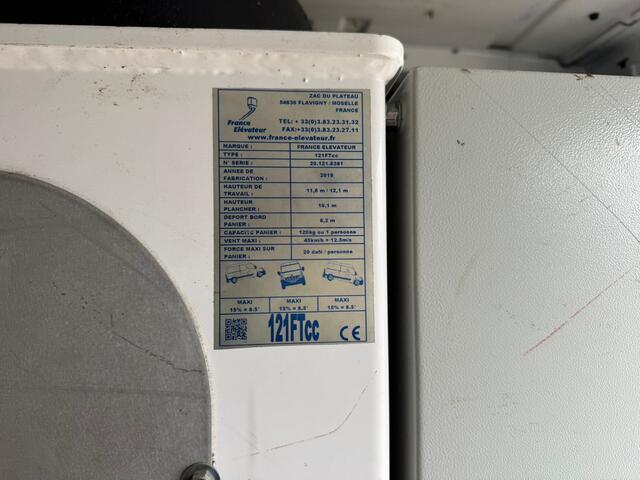 ZAC DU PLATEAU
54630 FLAVIGNY / MOSELLE
FRANCE
France Elévateur
TEL: + 33(0)3.83.23.31.32
FAX:+33(0)3.83.23.27.11
www.france-elevateur.fr
MARQUE : FRANCE ELEVATEUR
TYPE : 121FTcc
N° SERIE : 20.121.8381
ANNEE DE FABRICATION : 2019
HAUTEUR DE TRAVAIL : 11,6 m / 12,1 m
HAUTEUR PLANCHER : 10,1 m
DEPORT BORD PANIER : 6,2 m
CAPACITE PANIER : 120kg ou 1 personne
VENT MAXI : 45km/h = 12.5m/s
FORCE MAXI SUR PANIER : 20 daN / personne
MAXI MAXI MAXI
15% = 8.5° 15% = 8.5° 15% = 8.5°
121FTcc CE